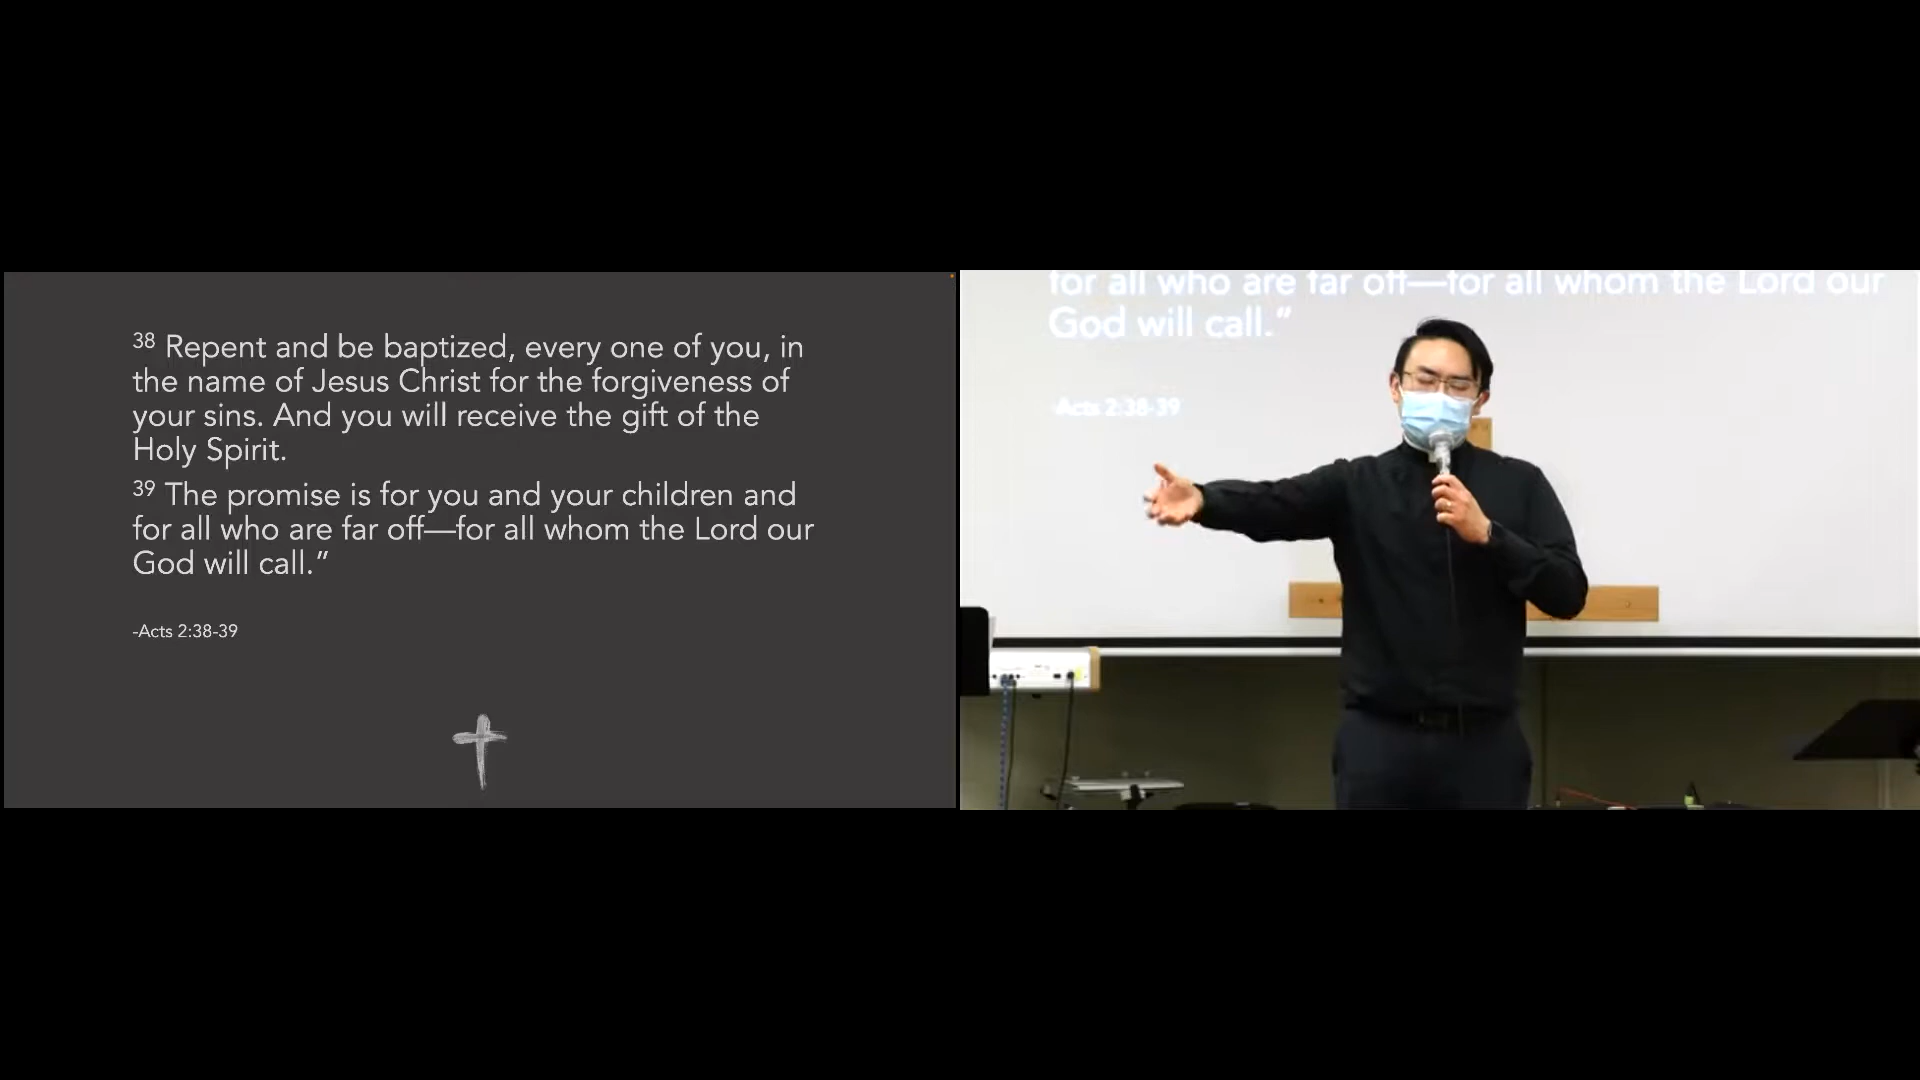 38 Repent and be baptized, every one of you, in
the name of Jesus Christ for the forgiveness of
your sins. And you will receive the gift of the
Holy Spirit.
39 The promise is for you and your children and
for all who are far off—for all whom the Lord our
God will call.”
-Acts 2:38-39
for all who are far off—for all whom the Lord our
God will call.”
-Acts 2:38-39